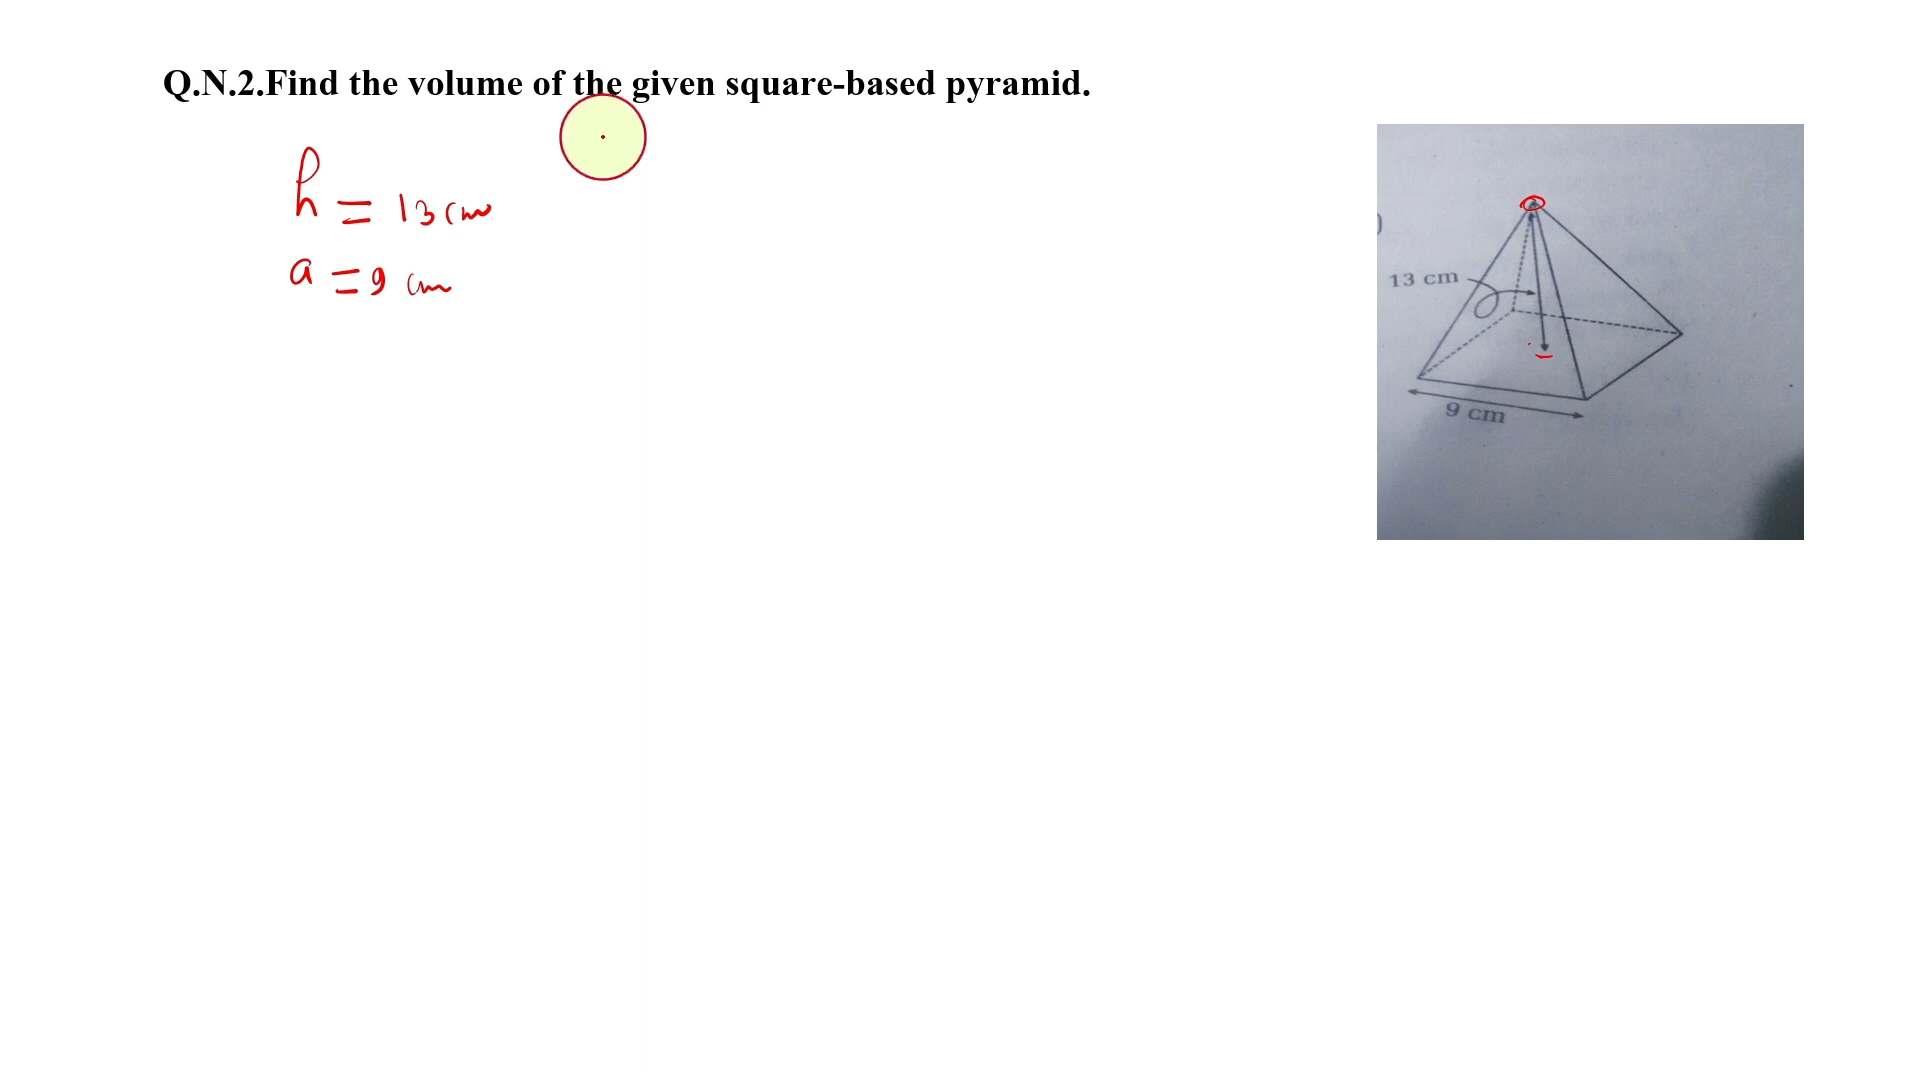 Q.N.2.Find the volume of the given square-based pyramid.
h = 13 cm
a = 9 cm
)
13 cm
9 cm